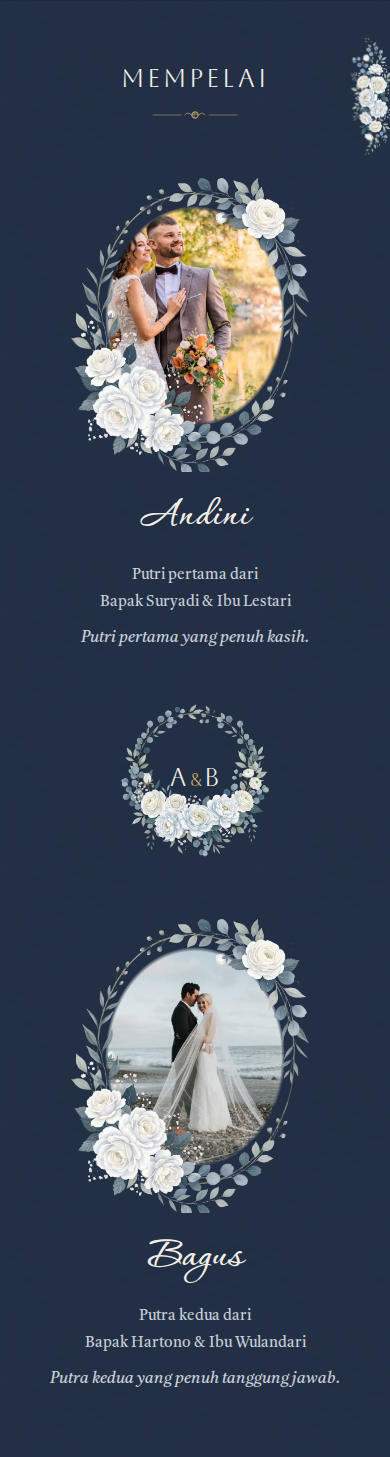 MEMPELAI
Andini
Putri pertama dari
Bapak Suryadi & Ibu Lestari
Putri pertama yang penuh kasih.
A & B
Bagus
Putra kedua dari
Bapak Hartono & Ibu Wulandari
Putra kedua yang penuh tanggung jawab.